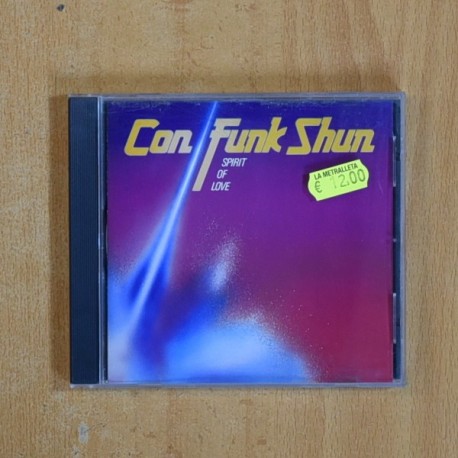 Con Funk Shun
SPIRIT
OF
LOVE
LA METRALLETA
€ 12.00